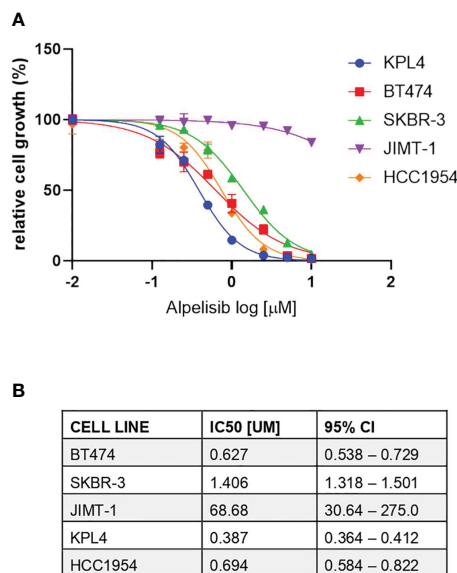 A
150
100
50
0
relative cell growth (%)
-2
-1
0
1
2
Alpelisib log [μM]
KPL4
BT474
SKBR-3
JIMT-1
HCC1954
B
CELL LINE IC50 [UM] 95% CI
BT474 0.627 0.538 – 0.729
SKBR-3 1.406 1.318 – 1.501
JIMT-1 68.68 30.64 – 275.0
KPL4 0.387 0.364 – 0.412
HCC1954 0.694 0.584 – 0.822